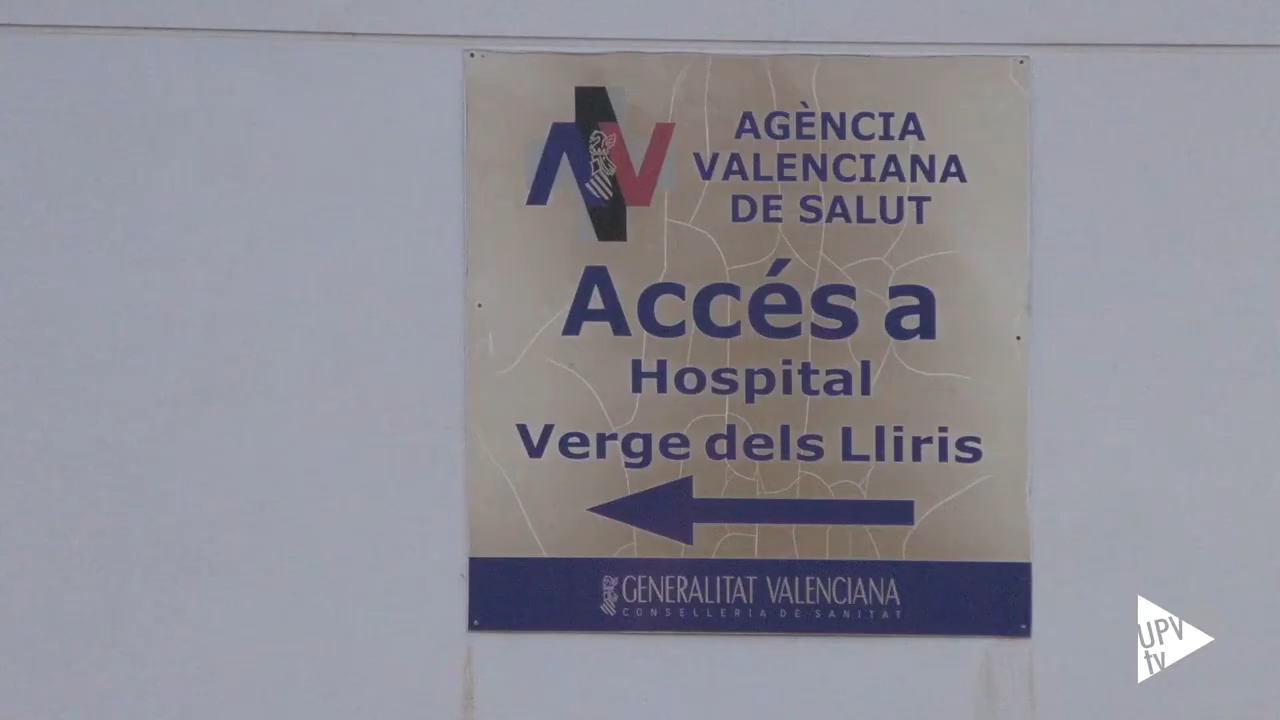 AGÈNCIA
VALENCIANA
DE SALUT
Accés a
Hospital
Verge dels Lliris
GENERALITAT VALENCIANA
CONSELLERIA DE SANITAT
UPV
tv